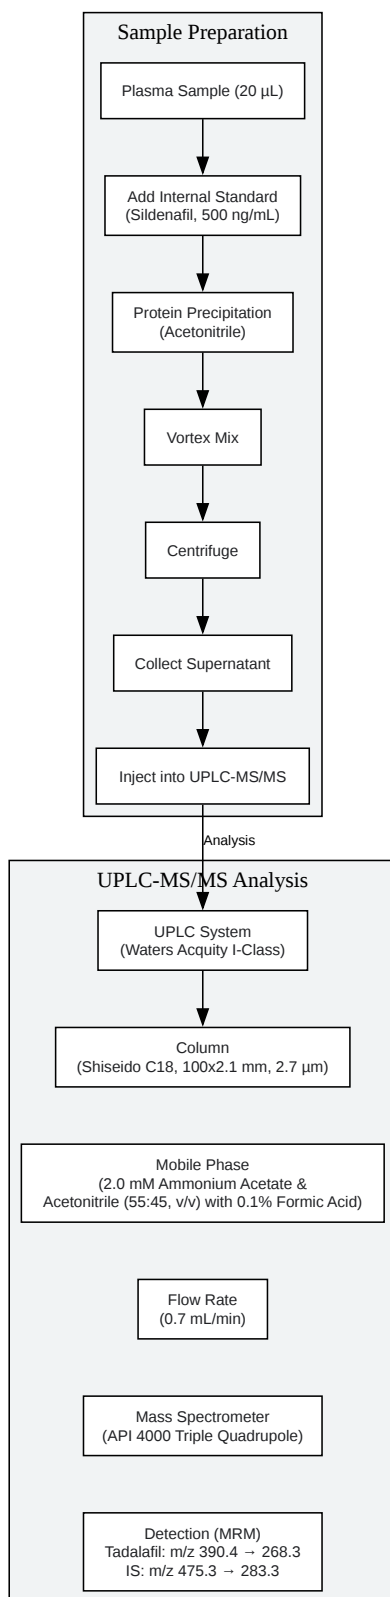 Sample Preparation
Plasma Sample (20 µL)
Add Internal Standard
(Sildenafil, 500 ng/mL)
Protein Precipitation
(Acetonitrile)
Vortex Mix
Centrifuge
Collect Supernatant
Inject into UPLC-MS/MS
Analysis
UPLC-MS/MS Analysis
UPLC System
(Waters Acquity I-Class)
Column
(Shiseido C18, 100x2.1 mm, 2.7 µm)
Mobile Phase
(2.0 mM Ammonium Acetate &
Acetonitrile (55:45, v/v) with 0.1% Formic Acid)
Flow Rate
(0.7 mL/min)
Mass Spectrometer
(API 4000 Triple Quadrupole)
Detection (MRM)
Tadalafil: m/z 390.4 → 268.3
IS: m/z 475.3 → 283.3